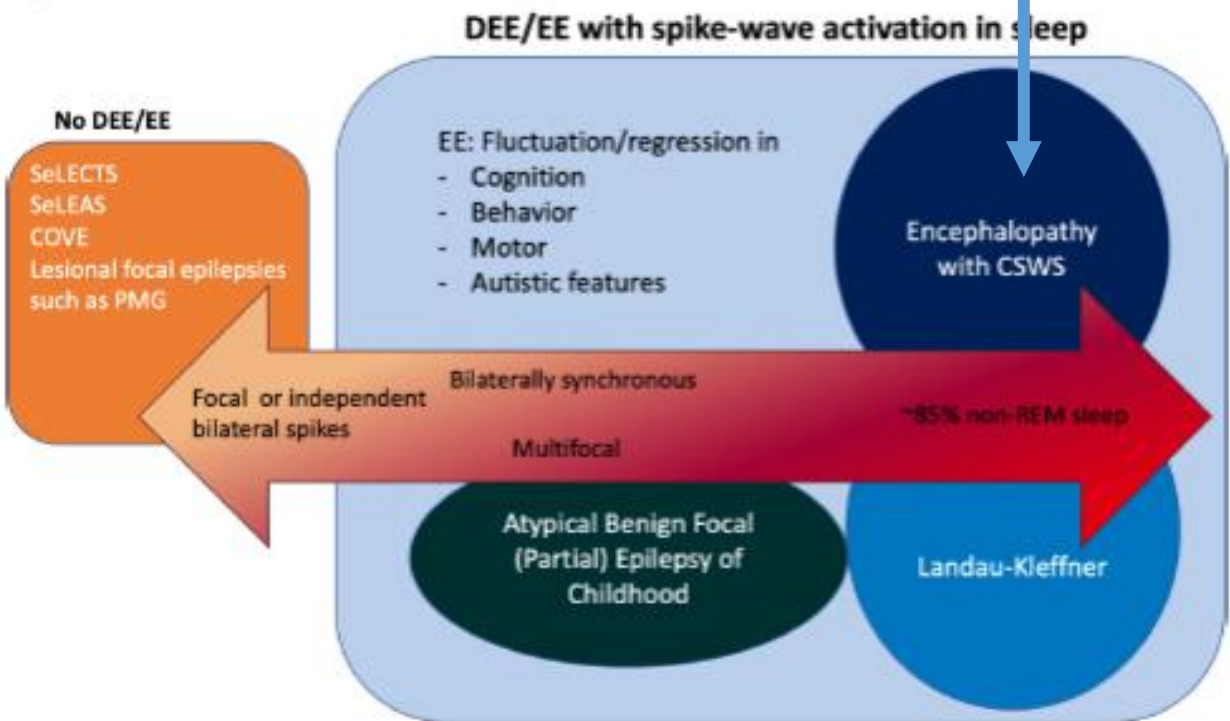 DEE/EE with spike-wave activation in sleep
No DEE/EE
SeLECTS
SeLEAS
COVE
Lesional focal epilepsies
such as PMG
EE: Fluctuation/regression in
- Cognition
- Behavior
- Motor
- Autistic features
Encephalopathy
with CSWS
Focal or independent
bilateral spikes
Bilaterally synchronous
Multifocal
~85% non-REM sleep
Atypical Benign Focal
(Partial) Epilepsy of
Childhood
Landau-Kleffner